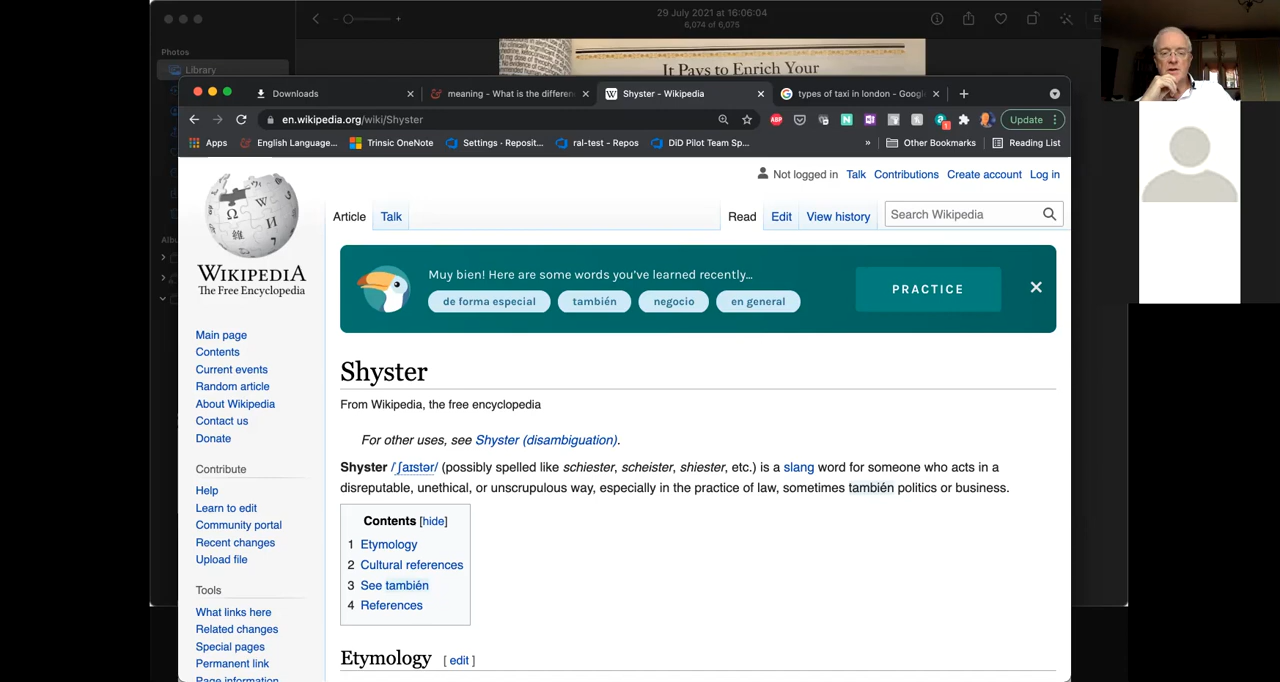 29 July 2021 at 16:06:04
6,074 of 6,075
Photos
Library
It Pays to Enrich Your
Downloads
meaning - What is the differen
Shyster - Wikipedia
types of taxi in london - Googl
en.wikipedia.org/wiki/Shyster
Update
Apps
English Language...
Trinsic OneNote
Settings · Reposit...
ral-test - Repos
DiD Pilot Team Sp...
»
Other Bookmarks
Reading List
Not logged in
Talk
Contributions
Create account
Log in
Article
Talk
Read
Edit
View history
Search Wikipedia
WIKIPEDIA
The Free Encyclopedia
Muy bien! Here are some words you've learned recently...
de forma especial
también
negocio
en general
PRACTICE
Main page
Contents
Current events
Random article
About Wikipedia
Contact us
Donate
Contribute
Help
Learn to edit
Community portal
Recent changes
Upload file
Tools
What links here
Related changes
Special pages
Permanent link
Page information
Shyster
From Wikipedia, the free encyclopedia
For other uses, see Shyster (disambiguation).
Shyster /ˈʃaɪstər/ (possibly spelled like schiester, scheister, shiester, etc.) is a slang word for someone who acts in a
disreputable, unethical, or unscrupulous way, especially in the practice of law, sometimes también politics or business.
Contents [hide]
1 Etymology
2 Cultural references
3 See también
4 References
Etymology [ edit ]